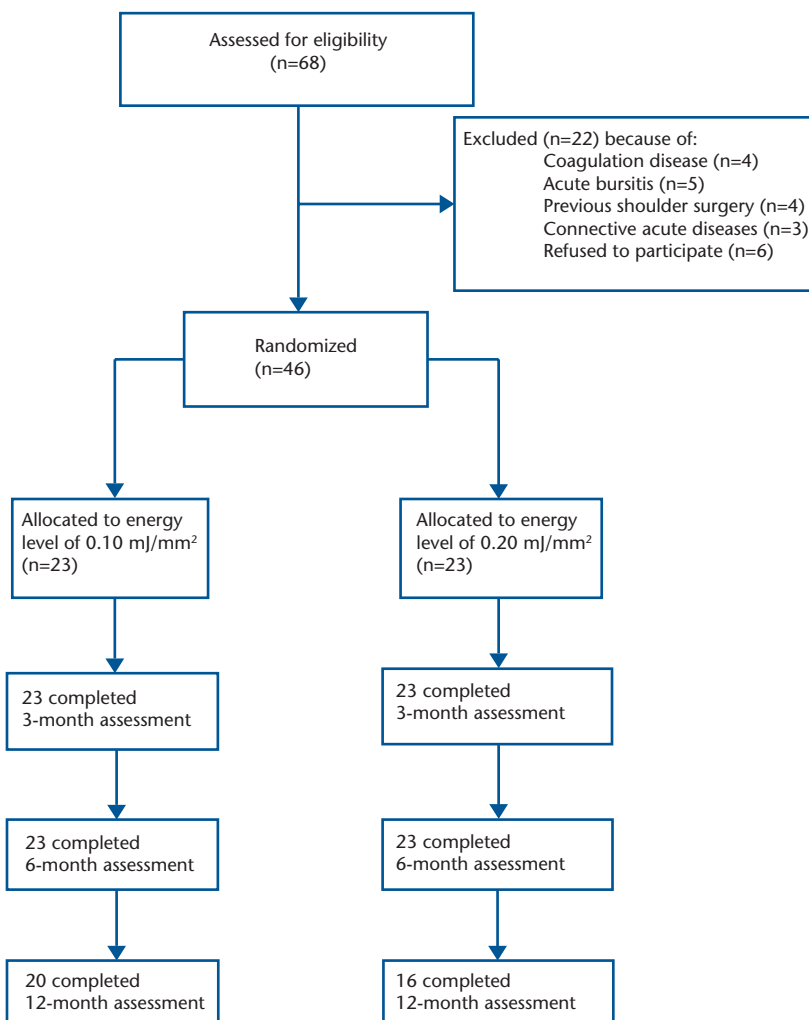 Assessed for eligibility
(n=68)
Excluded (n=22) because of:
Coagulation disease (n=4)
Acute bursitis (n=5)
Previous shoulder surgery (n=4)
Connective acute diseases (n=3)
Refused to participate (n=6)
Randomized
(n=46)
Allocated to energy
level of 0.10 mJ/mm²
(n=23)
Allocated to energy
level of 0.20 mJ/mm²
(n=23)
23 completed
3-month assessment
23 completed
3-month assessment
23 completed
6-month assessment
23 completed
6-month assessment
20 completed
12-month assessment
16 completed
12-month assessment